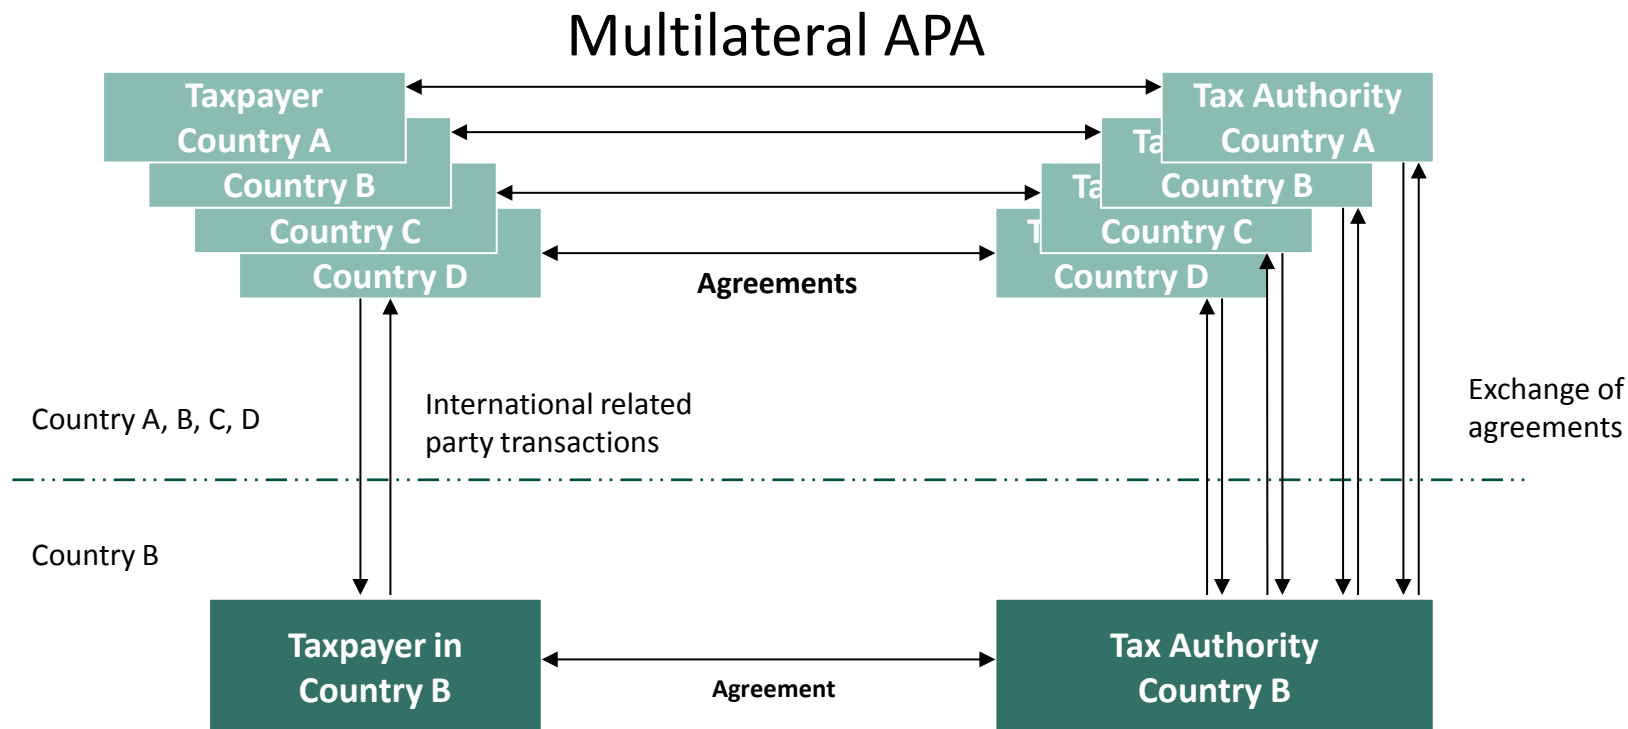 Multilateral APA
Taxpayer
Country A
Country B
Country C
Country D
Tax Authority
Country A
Country B
Country C
Country D
Agreements
Country A, B, C, D
International related
party transactions
Exchange of
agreements
Country B
Taxpayer in
Country B
Agreement
Tax Authority
Country B